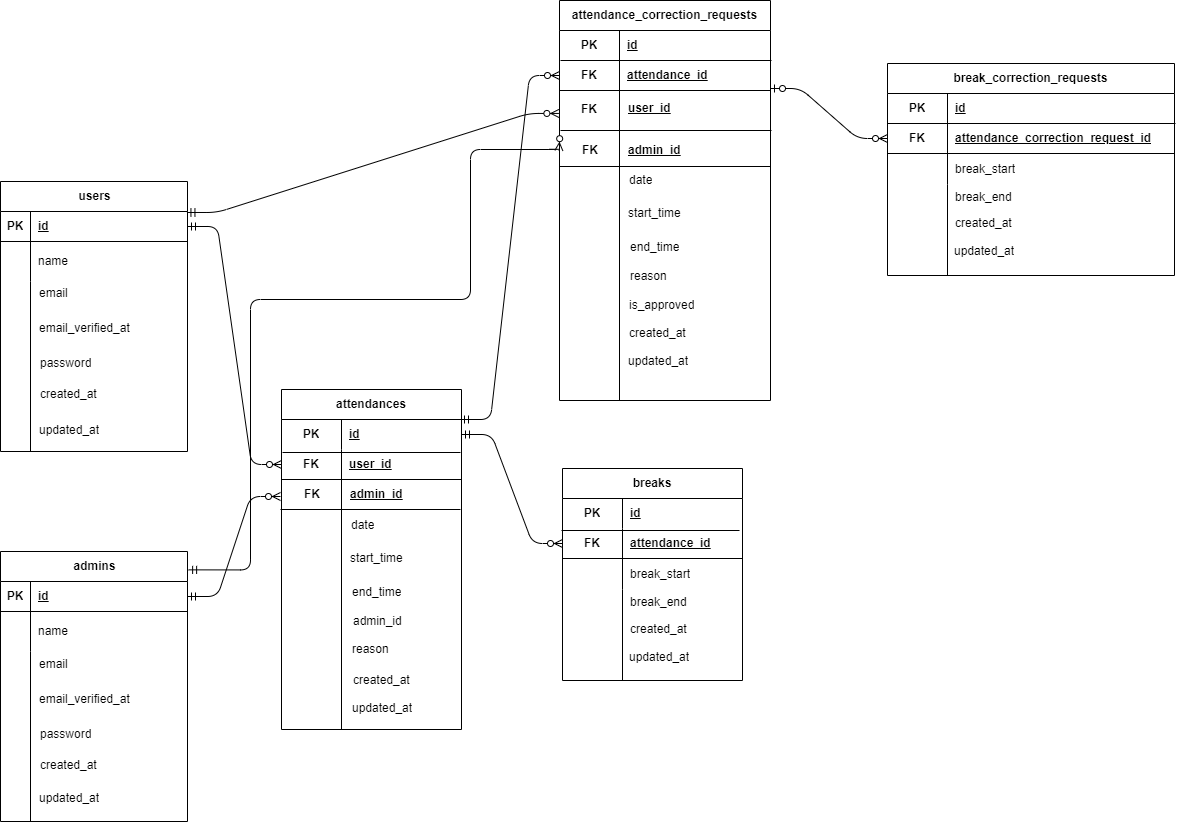 attendance_correction_requests
PK id
FK attendance_id
FK user_id
FK admin_id
date
start_time
end_time
reason
is_approved
created_at
updated_at
break_correction_requests
PK id
FK attendance_correction_request_id
break_start
break_end
created_at
updated_at
users
PK id
name
email
email_verified_at
password
created_at
updated_at
attendances
PK id
FK user_id
FK admin_id
date
start_time
end_time
admin_id
reason
created_at
updated_at
breaks
PK id
FK attendance_id
break_start
break_end
created_at
updated_at
admins
PK id
name
email
email_verified_at
password
created_at
updated_at